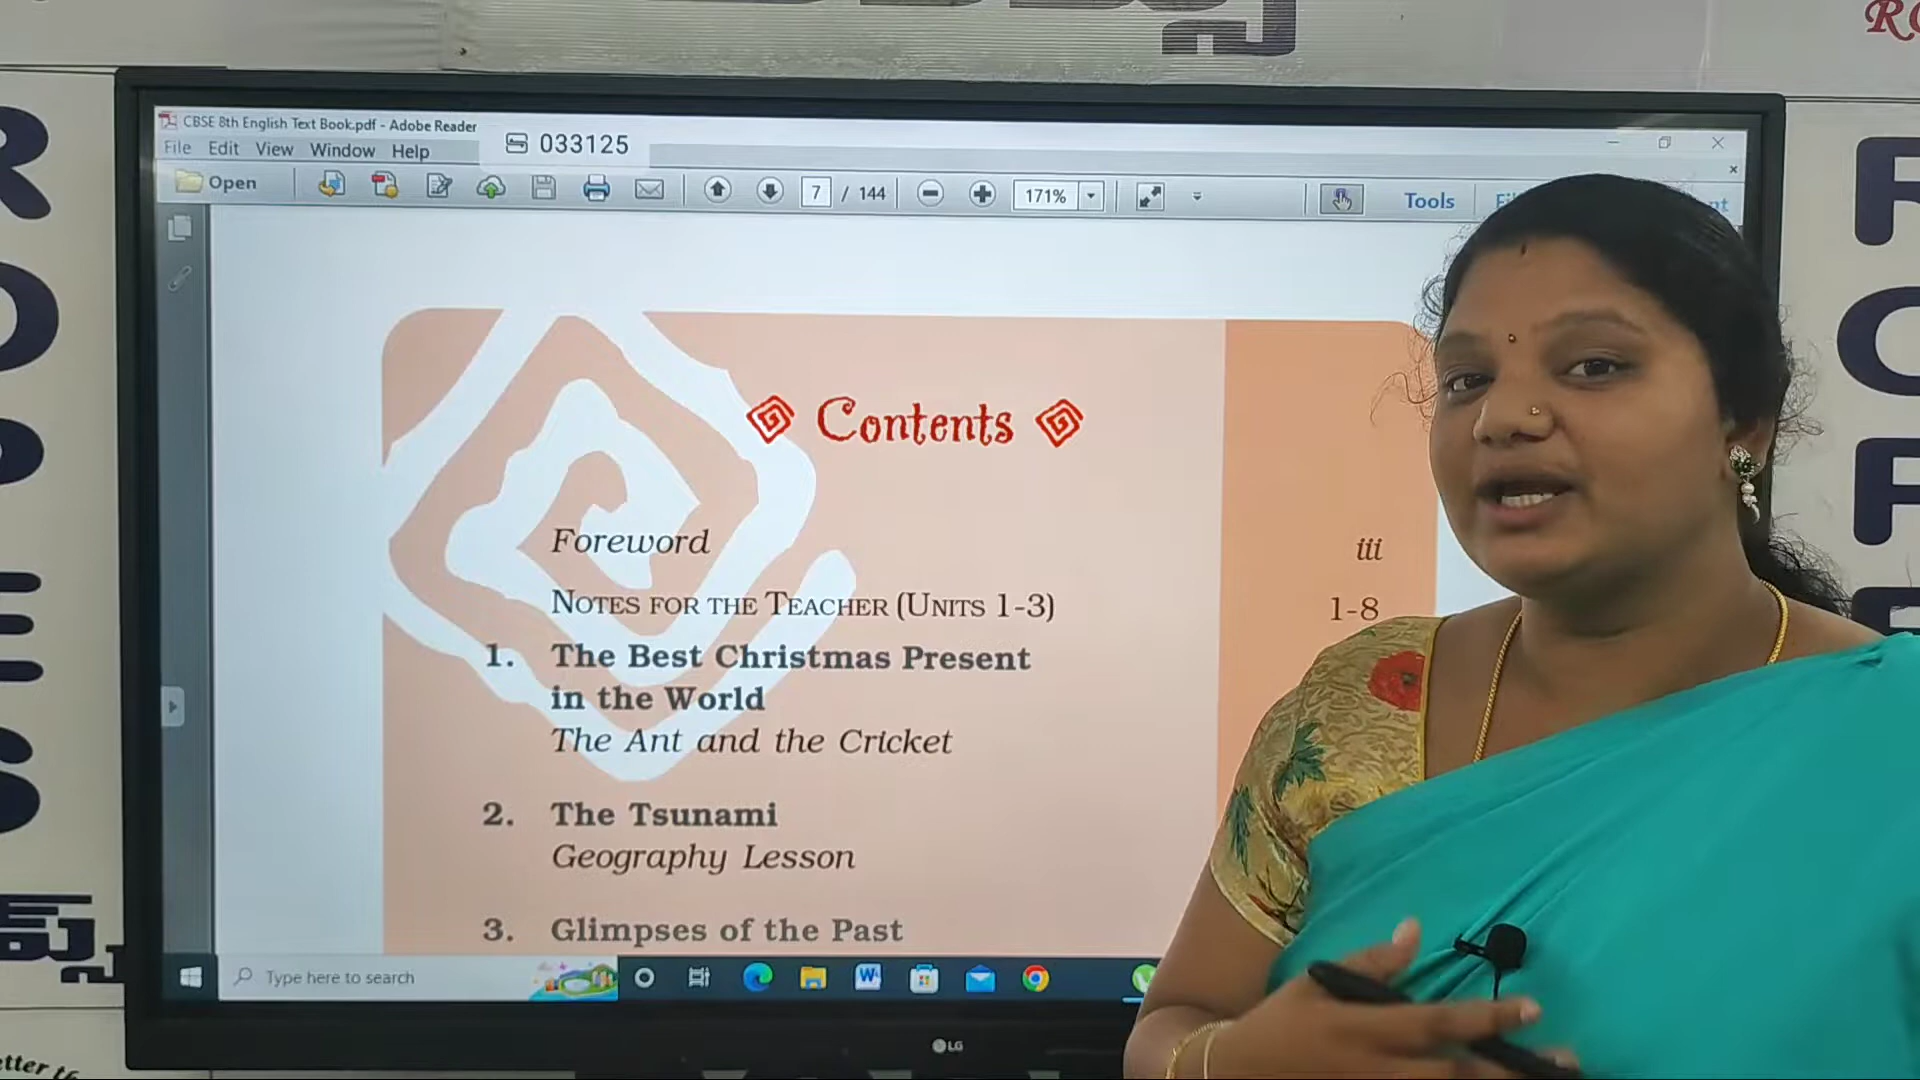 CBSE 8th English Text Book.pdf - Adobe Reader
033125
File Edit View Window Help
Open
7 / 144
171%
Tools
Contents
Foreword iii
NOTES FOR THE TEACHER (UNITS 1-3) 1-8
1. The Best Christmas Present
in the World
The Ant and the Cricket
2. The Tsunami
Geography Lesson
3. Glimpses of the Past
Type here to search
LG
R
O
P
E
S